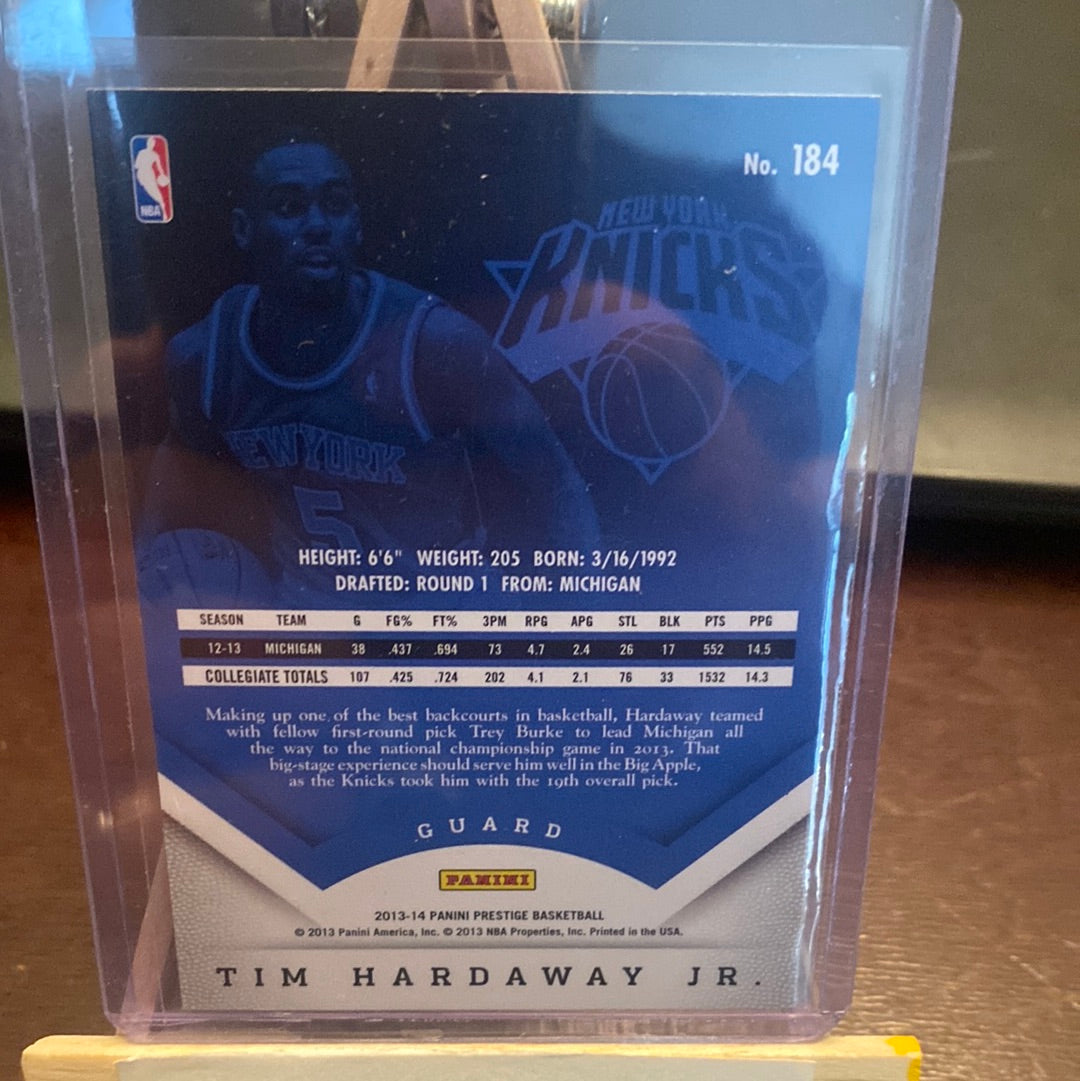 No. 184
NBA
NEW YORK
KNICKS
NEW YORK
5
HEIGHT: 6'6" WEIGHT: 205 BORN: 3/16/1992
DRAFTED: ROUND 1 FROM: MICHIGAN
SEASON TEAM G FG% FT% 3PM RPG APG STL BLK PTS PPG
12-13 MICHIGAN 38 .437 .694 73 4.7 2.4 26 17 552 14.5
COLLEGIATE TOTALS 107 .425 .724 202 4.1 2.1 76 33 1532 14.3
Making up one of the best backcourts in basketball, Hardaway teamed
with fellow first-round pick Trey Burke to lead Michigan all
the way to the national championship game in 2013. That
big-stage experience should serve him well in the Big Apple,
as the Knicks took him with the 19th overall pick.
GUARD
PANINI
2013-14 PANINI PRESTIGE BASKETBALL
© 2013 Panini America, Inc. © 2013 NBA Properties, Inc. Printed in the USA.
TIM HARDAWAY JR.